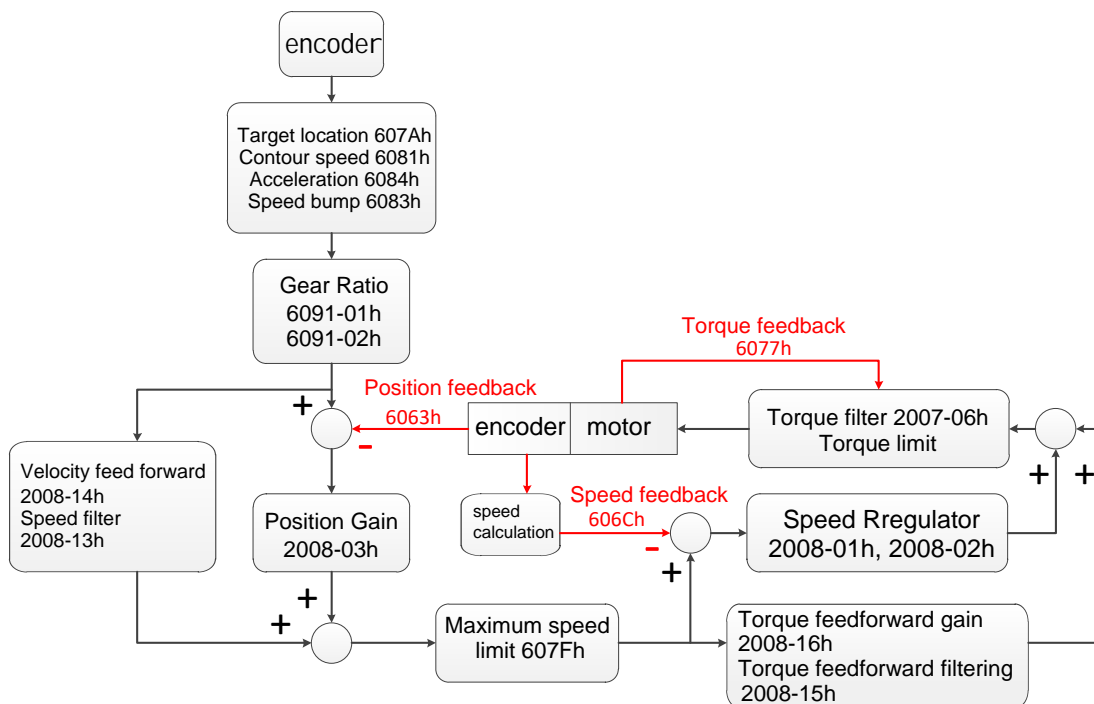 encoder
Target location 607Ah
Contour speed 6081h
Acceleration 6084h
Speed bump 6083h
Gear Ratio
6091-01h
6091-02h
Torque feedback
6077h
Position feedback
6063h
+
-
encoder
motor
Torque filter 2007-06h
Torque limit
+
+
Velocity feed forward
2008-14h
Speed filter
2008-13h
Position Gain
2008-03h
speed
calculation
Speed feedback
606Ch
-
+
Speed Rregulator
2008-01h, 2008-02h
+
+
Maximum speed
limit 607Fh
Torque feedforward gain
2008-16h
Torque feedforward filtering
2008-15h